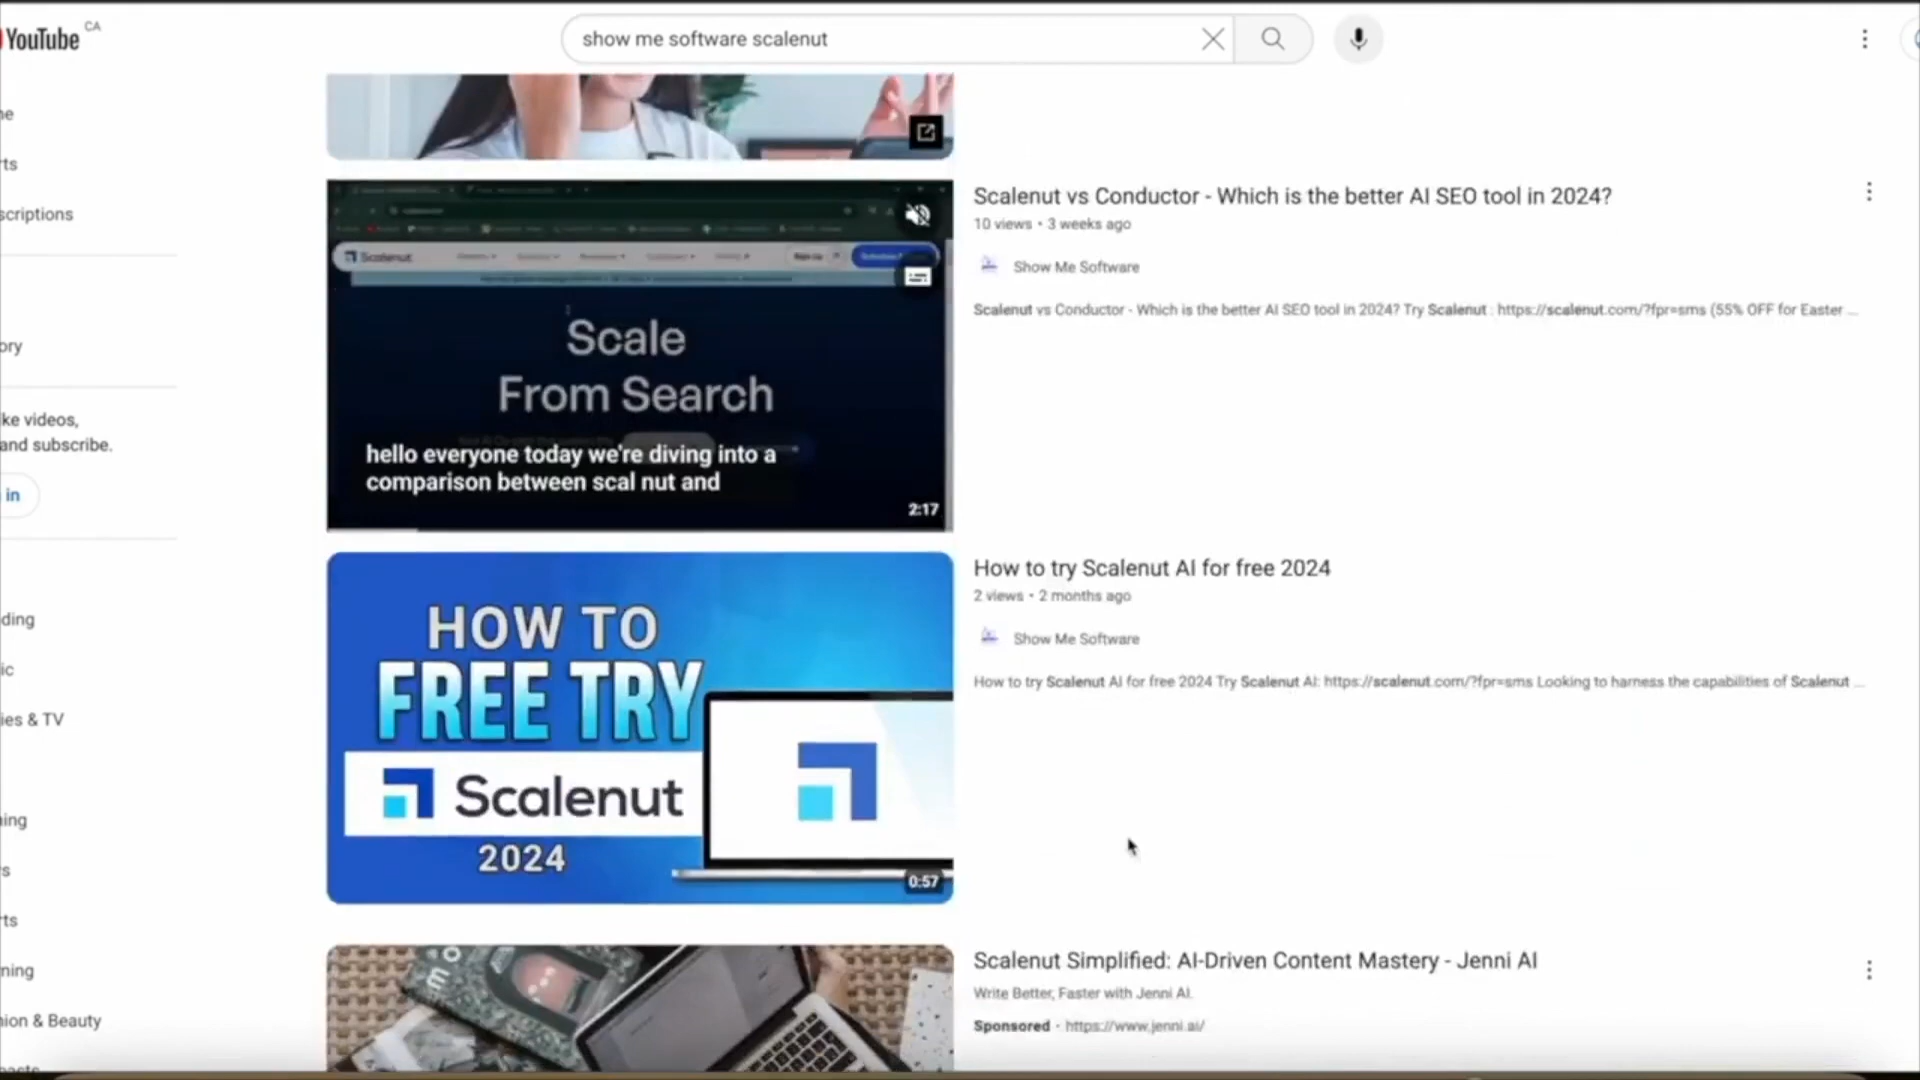 YouTube CA
show me software scalenut
ne
rts
scriptions
ory
ke videos,
and subscribe.
in
ding
ic
ies & TV
ning
s
rts
ning
nion & Beauty
Scalenut
Scale
From Search
hello everyone today we're diving into a
comparison between scal nut and
2:17
Scalenut vs Conductor - Which is the better AI SEO tool in 2024?
10 views • 3 weeks ago
Show Me Software
Scalenut vs Conductor - Which is the better AI SEO tool in 2024? Try Scalenut : https://scalenut.com/?fpr=sms (55% OFF for Easter ...
HOW TO
FREE TRY
Scalenut
2024
0:57
How to try Scalenut AI for free 2024
2 views • 2 months ago
Show Me Software
How to try Scalenut AI for free 2024 Try Scalenut AI: https://scalenut.com/?fpr=sms Looking to harness the capabilities of Scalenut ...
Scalenut Simplified: AI-Driven Content Mastery - Jenni AI
Write Better, Faster with Jenni AI.
Sponsored · https://www.jenni.ai/